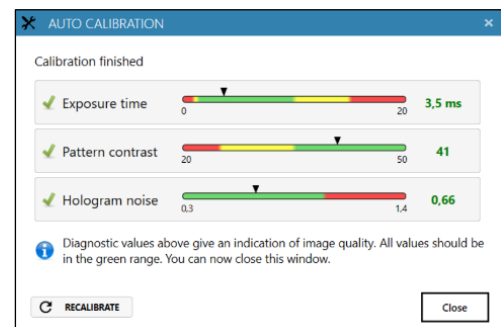 AUTO CALIBRATION
Calibration finished
Exposure time
0
20
3,5 ms
Pattern contrast
20
50
41
Hologram noise
0,3
1,4
0,66
Diagnostic values above give an indication of image quality. All values should be
in the green range. You can now close this window.
RECALIBRATE
Close